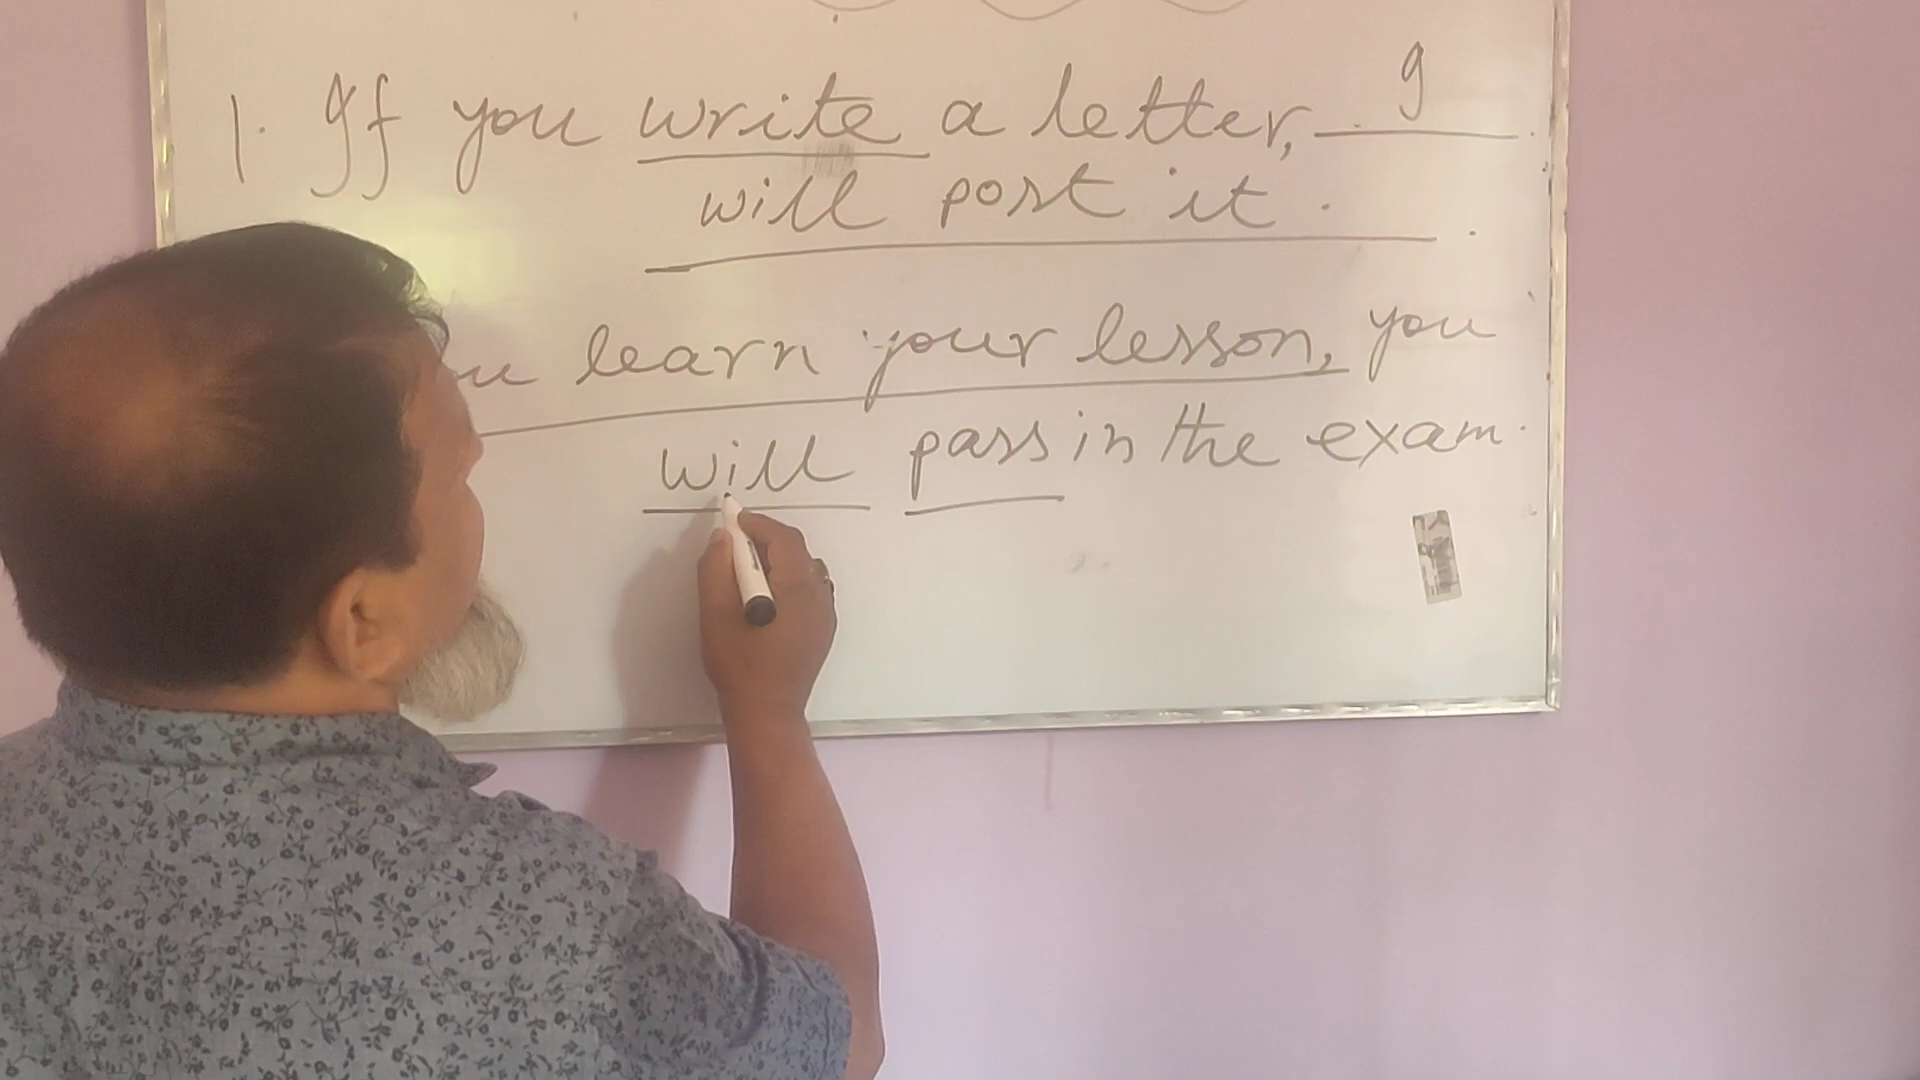 1. If you write a letter, I
will post it.
learn your lesson, you
will pass in the exam.